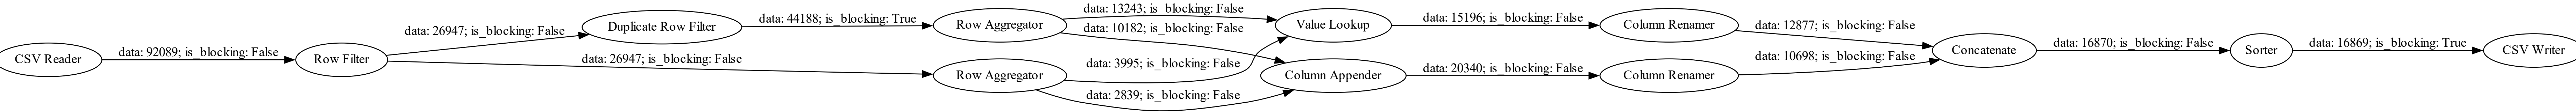 CSV Reader
data: 92089; is_blocking: False
Row Filter
data: 26947; is_blocking: False
data: 26947; is_blocking: False
Duplicate Row Filter
data: 44188; is_blocking: True
Row Aggregator
Row Aggregator
data: 13243; is_blocking: False
data: 10182; is_blocking: False
data: 3995; is_blocking: False
data: 2839; is_blocking: False
Value Lookup
Column Appender
data: 15196; is_blocking: False
data: 20340; is_blocking: False
Column Renamer
Column Renamer
data: 12877; is_blocking: False
data: 10698; is_blocking: False
Concatenate
data: 16870; is_blocking: False
Sorter
data: 16869; is_blocking: True
CSV Writer